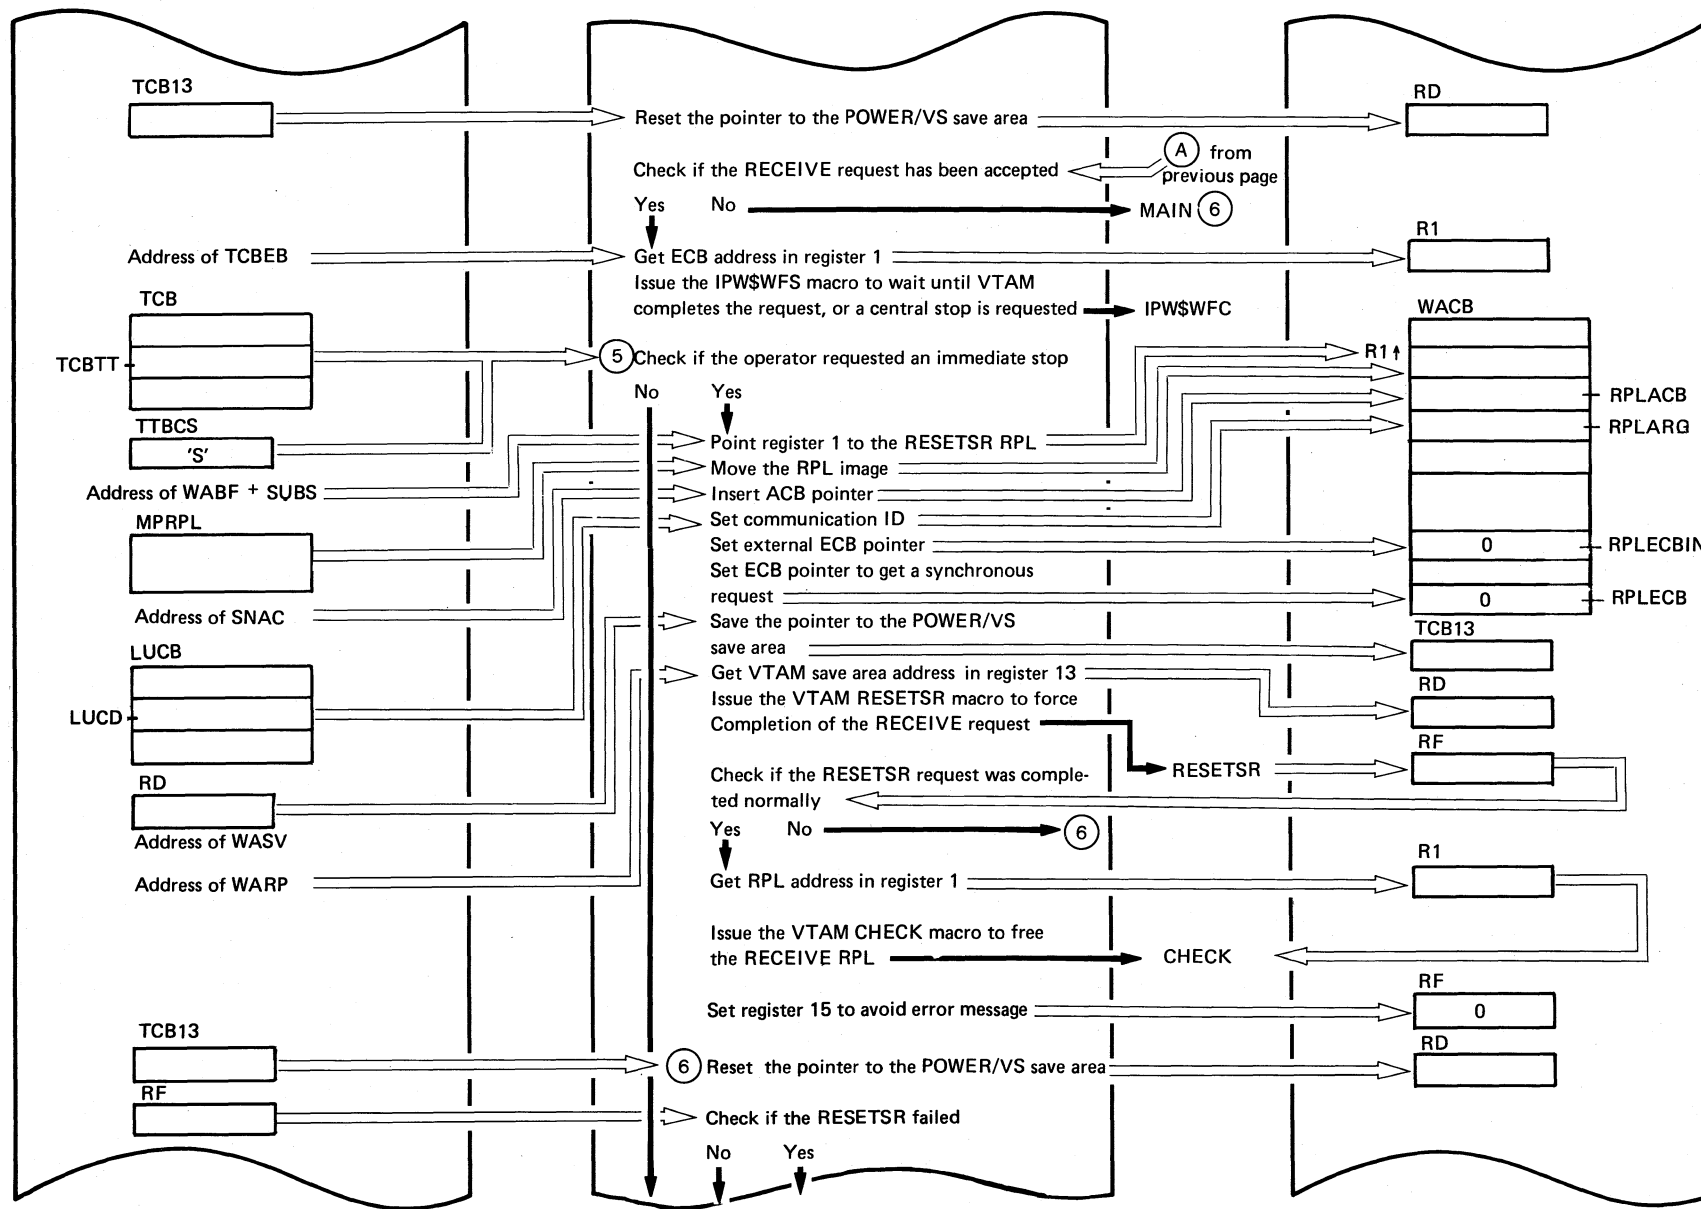 TCB13
RD
Reset the pointer to the POWER/VS save area
A from
previous page
Check if the RECEIVE request has been accepted
Yes No
MAIN 6
R1
Address of TCBEB
Get ECB address in register 1
Issue the IPW$WFS macro to wait until VTAM
completes the request, or a central stop is requested
IPW$WFC
TCB
WACB
TCBTT
5 Check if the operator requested an immediate stop
R1
No Yes
RPLACB
TTBCS
'S'
RPLARG
Point register 1 to the RESETSR RPL
Move the RPL image
Address of WABF + SUBS
Insert ACB pointer
MPRPL
Set communication ID
Set external ECB pointer
0
RPLECBIN
Set ECB pointer to get a synchronous
request
0
RPLECB
Address of SNAC
Save the pointer to the POWER/VS
save area
TCB13
LUCB
Get VTAM save area address in register 13
RD
LUCD
Issue the VTAM RESETSR macro to force
Completion of the RECEIVE request
RF
RESETSR
RD
Check if the RESETSR request was comple-
ted normally
Address of WASV
Yes No
6
R1
Address of WARP
Get RPL address in register 1
Issue the VTAM CHECK macro to free
the RECEIVE RPL
CHECK
RF
Set register 15 to avoid error message
0
TCB13
RD
6 Reset the pointer to the POWER/VS save area
RF
Check if the RESETSR failed
No Yes